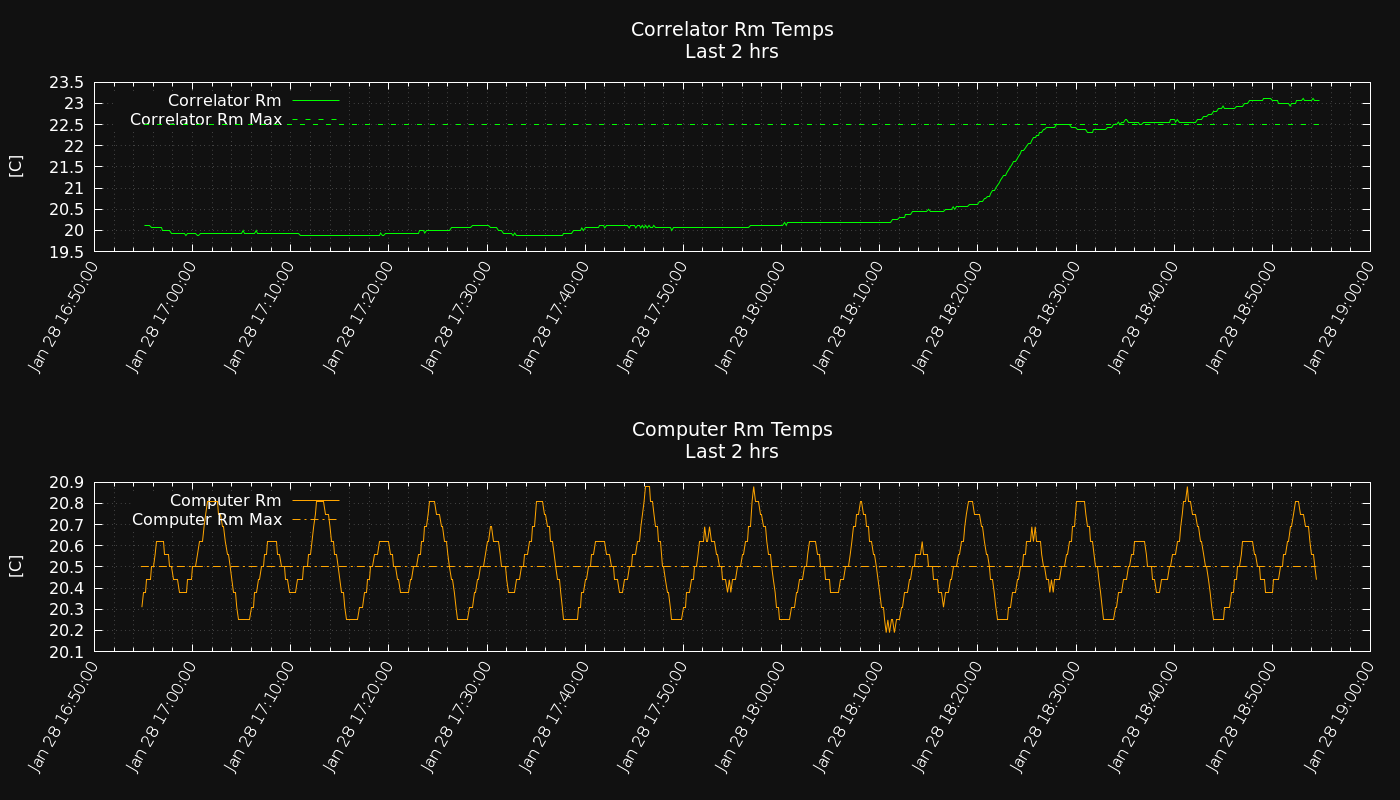 Correlator Rm Temps
Last 2 hrs
23.5
23
22.5
22
21.5
21
20.5
20
19.5
[C]
Correlator Rm
Correlator Rm Max
Jan 28 16:50:00
Jan 28 17:00:00
Jan 28 17:10:00
Jan 28 17:20:00
Jan 28 17:30:00
Jan 28 17:40:00
Jan 28 17:50:00
Jan 28 18:00:00
Jan 28 18:10:00
Jan 28 18:20:00
Jan 28 18:30:00
Jan 28 18:40:00
Jan 28 18:50:00
Jan 28 19:00:00
Computer Rm Temps
Last 2 hrs
20.9
20.8
20.7
20.6
20.5
20.4
20.3
20.2
20.1
[C]
Computer Rm
Computer Rm Max
Jan 28 16:50:00
Jan 28 17:00:00
Jan 28 17:10:00
Jan 28 17:20:00
Jan 28 17:30:00
Jan 28 17:40:00
Jan 28 17:50:00
Jan 28 18:00:00
Jan 28 18:10:00
Jan 28 18:20:00
Jan 28 18:30:00
Jan 28 18:40:00
Jan 28 18:50:00
Jan 28 19:00:00